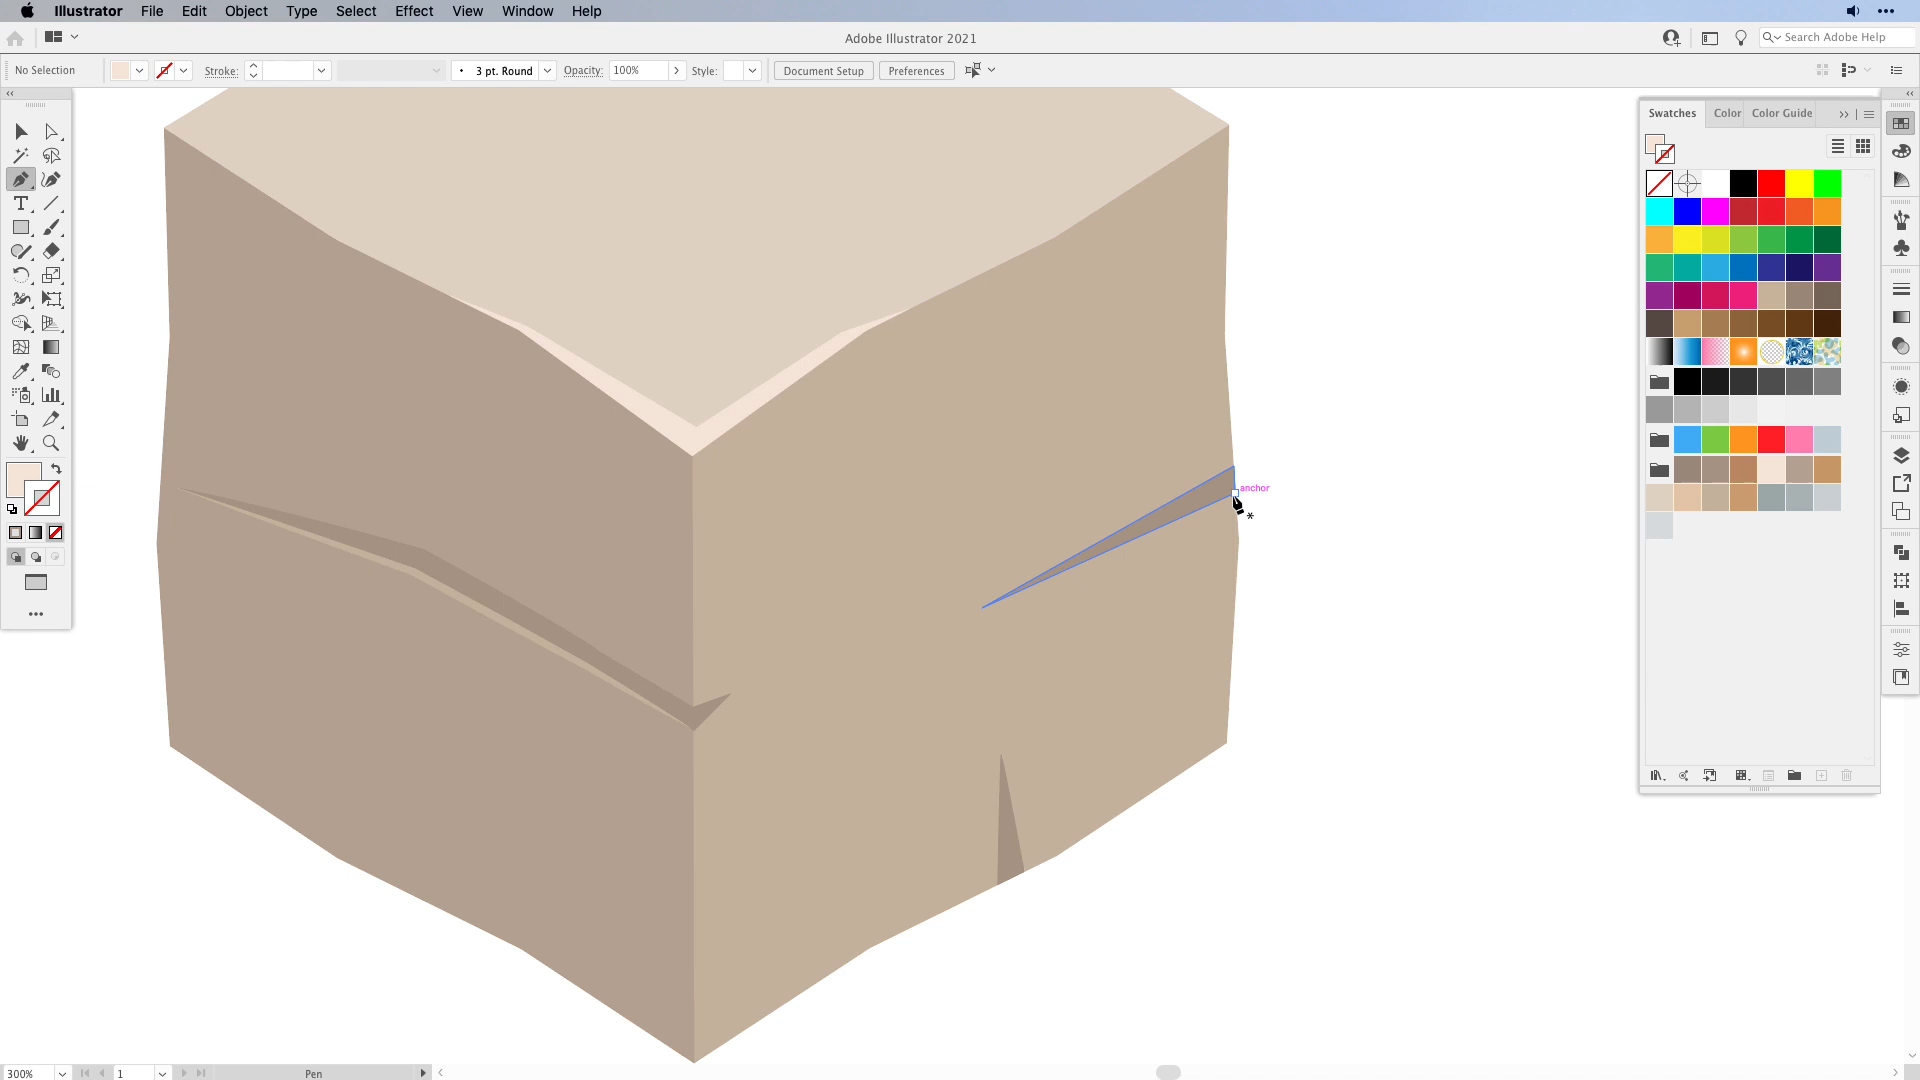 Illustrator File Edit Object Type Select Effect View Window Help
Adobe Illustrator 2021
Search Adobe Help
No Selection
Stroke:
3 pt. Round
Opacity: 100%
Style:
Document Setup
Preferences
Swatches Color Color Guide
anchor
300%
1
Pen